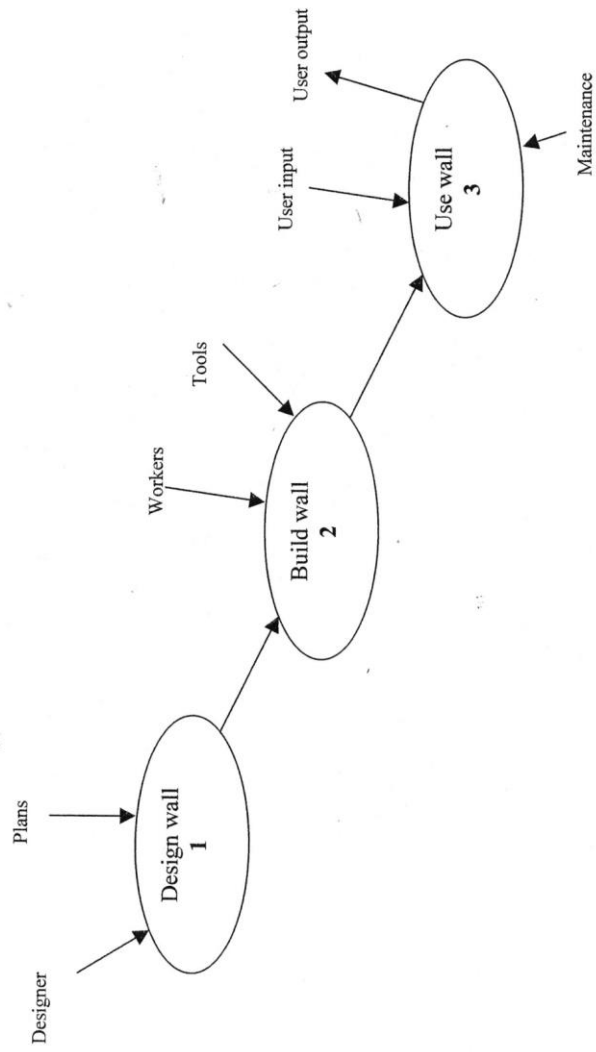 Designer
Plans
Design wall
1
Workers
Tools
Build wall
2
User input
User output
Use wall
3
Maintenance